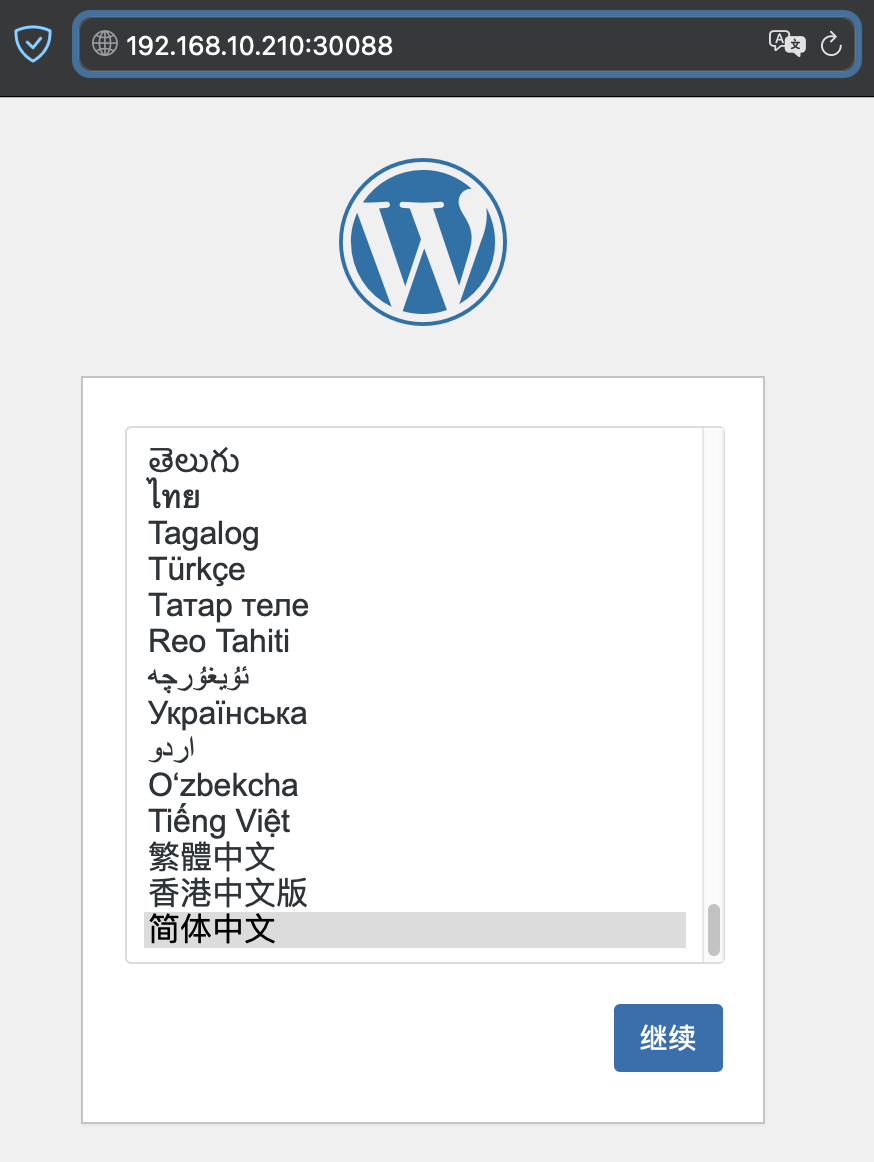 192.168.10.210:30088
తెలుగు
ไทย
Tagalog
Türkçe
Татар теле
Reo Tahiti
ئۇيغۇرچە
Українська
اردو
O‘zbekcha
Tiếng Việt
繁體中文
香港中文版
简体中文
继续